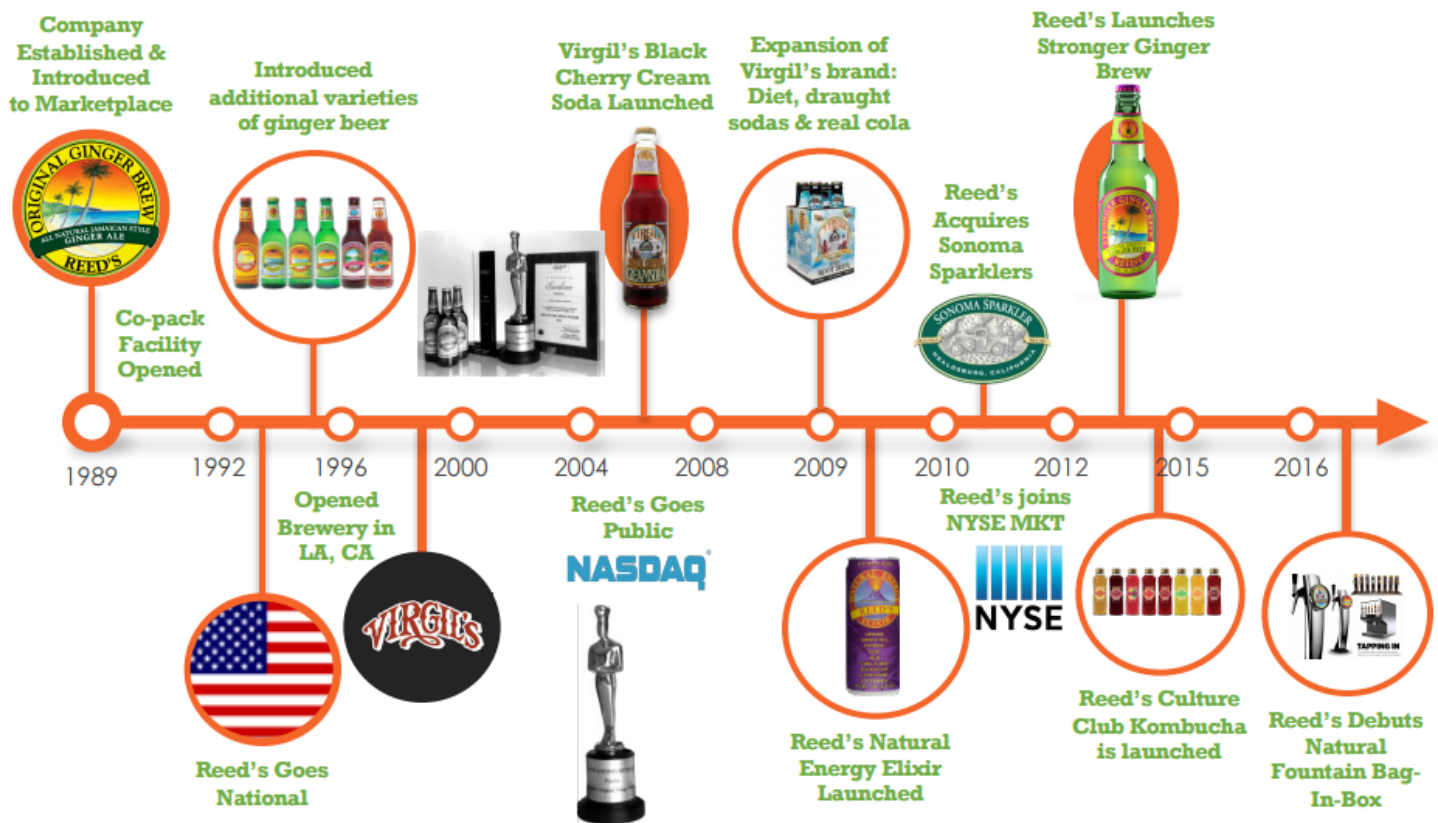 Company
Established &
Introduced
to Marketplace
ORIGINAL GINGER BREW
ALL NATURAL JAMAICAN STYLE
GINGER ALE
REED'S
Introduced
additional varieties
of ginger beer
Virgil's Black
Cherry Cream
Soda Launched
Expansion of
Virgil's brand:
Diet, draught
sodas & real cola
Reed's Launches
Stronger Ginger
Brew
Reed's
Acquires
Sonoma
Sparklers
SONOMA SPARKLER
HEALDSBURG, CALIFORNIA
Co-pack
Facility
Opened
Excellence
1989
1992
1996
2000
2004
2008
2009
2010
2012
2015
2016
Opened
Brewery in
LA, CA
VIRGIL'S
Reed's Goes
National
Reed's Goes
Public
NASDAQ
REED'S
Reed's Natural
Energy Elixir
Launched
Reed's joins
NYSE MKT
NYSE
Reed's Culture
Club Kombucha
is launched
TAPPING IN
Reed's Debuts
Natural
Fountain Bag-
In-Box